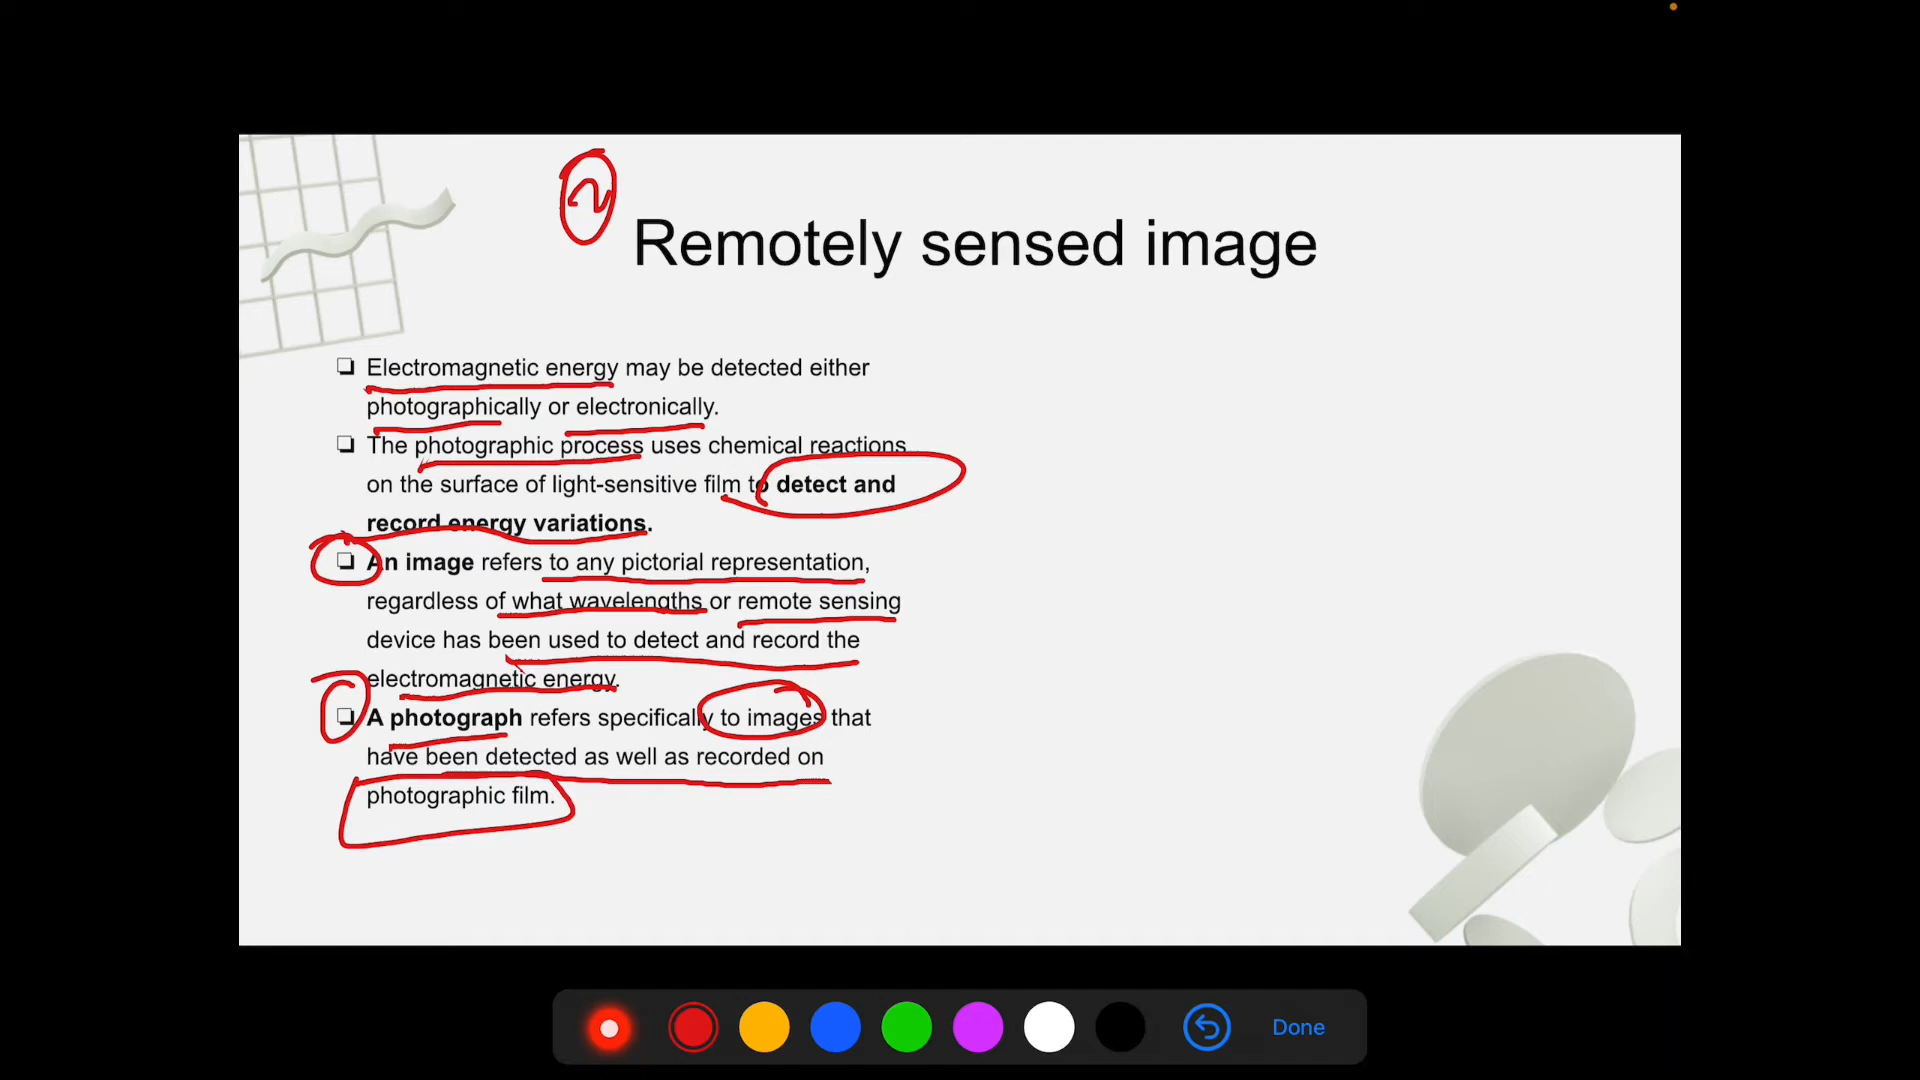 2
Remotely sensed image
❏ Electromagnetic energy may be detected either
photographically or electronically.
❏ The photographic process uses chemical reactions
on the surface of light-sensitive film to detect and
record energy variations.
❏ An image refers to any pictorial representation,
regardless of what wavelengths or remote sensing
device has been used to detect and record the
electromagnetic energy.
❏ A photograph refers specifically to images that
have been detected as well as recorded on
photographic film.
Done